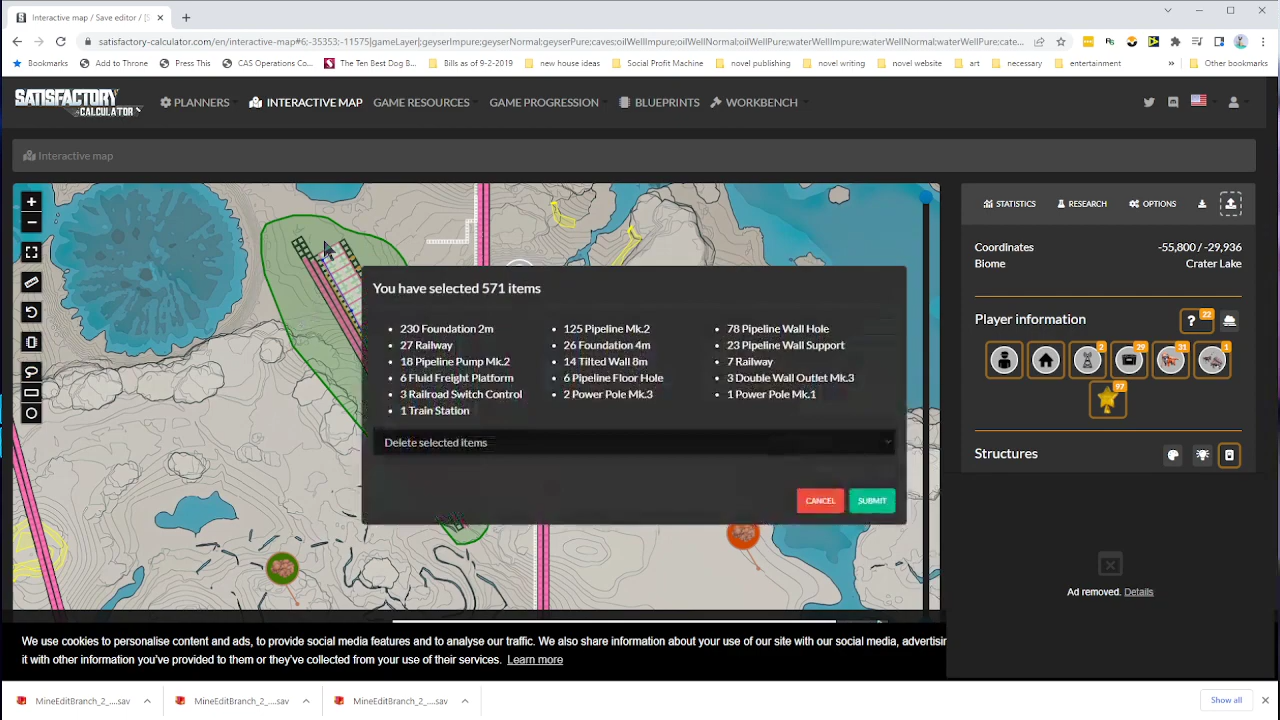 Interactive map / Save editor / [S
satisfactory-calculator.com/en/interactive-map#6;-35353;-11575|gameLayer|;geyserImpure;geyserNormal;geyserPure;caves;oilWellImpure;oilWellNormal;oilWellPure;waterWellImpure;waterWellNormal;waterWellPure;cate...
Bookmarks Add to Throne Press This CAS Operations Co... The Ten Best Dog B... Bills as of 9-2-2019 new house ideas Social Profit Machine novel publishing novel writing novel website art necessary entertainment » Other bookmarks
SATISFACTORY
CALCULATOR
PLANNERS INTERACTIVE MAP GAME RESOURCES GAME PROGRESSION BLUEPRINTS WORKBENCH
Interactive map
STATISTICS RESEARCH OPTIONS
Coordinates -55,800 / -29,936
Biome Crater Lake
Player information
? 22
2 29 31 1
97
Structures
You have selected 571 items
230 Foundation 2m
27 Railway
18 Pipeline Pump Mk.2
6 Fluid Freight Platform
3 Railroad Switch Control
1 Train Station
125 Pipeline Mk.2
26 Foundation 4m
14 Tilted Wall 8m
6 Pipeline Floor Hole
2 Power Pole Mk.3
78 Pipeline Wall Hole
23 Pipeline Wall Support
7 Railway
3 Double Wall Outlet Mk.3
1 Power Pole Mk.1
Delete selected items
CANCEL SUBMIT
Ad removed. Details
We use cookies to personalise content and ads, to provide social media features and to analyse our traffic. We also share information about your use of our site with our social media, advertisin
it with other information you've provided to them or they've collected from your use of their services. Learn more
MineEditBranch_2_....sav MineEditBranch_2_....sav MineEditBranch_2_....sav Show all